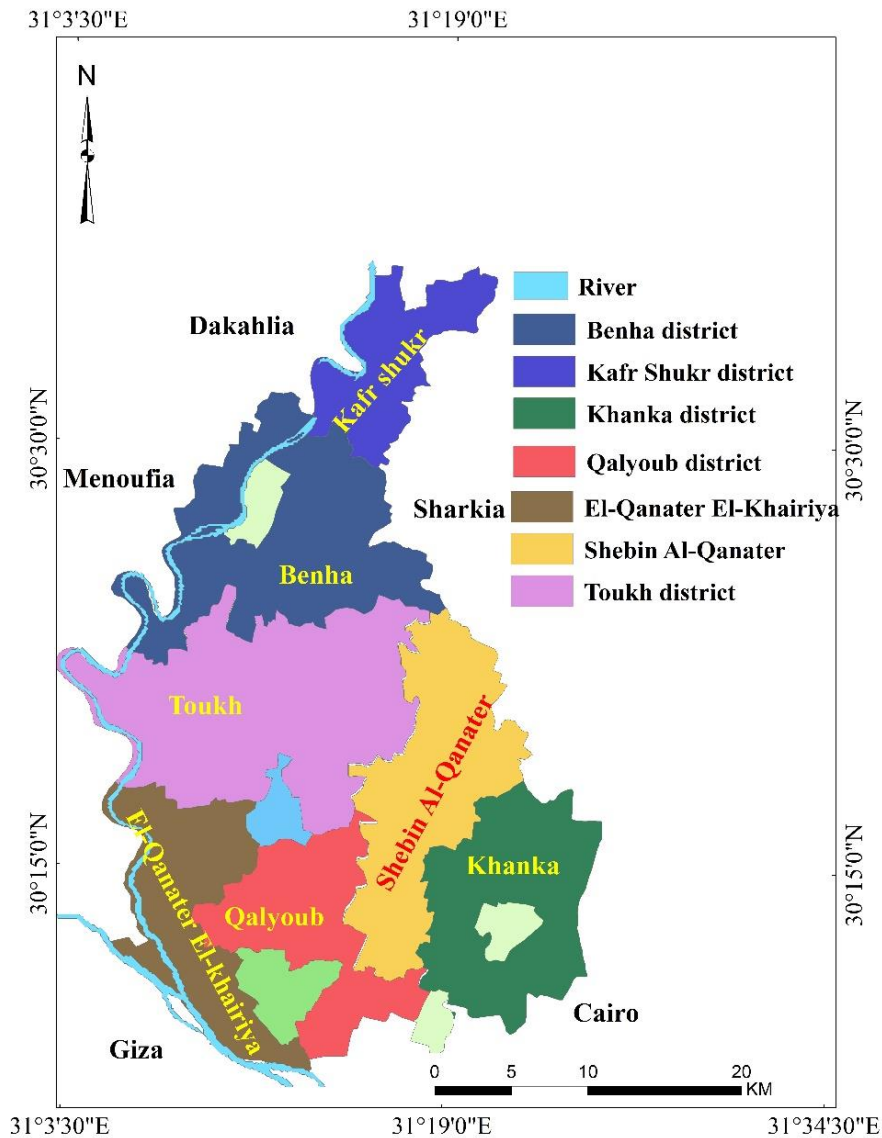 31°3'30"E 31°19'0"E
N
Dakahlia
Kafr shukr
River
Benha district
Kafr Shukr district
Khanka district
Qalyoub district
El-Qanater El-Khairiya
Shebin Al-Qanater
Toukh district
30°30'0"N 30°30'0"N
Menoufia
Sharkia
Benha
Toukh
Shebin Al-Qanater
El-Qanater El-khairiya
Khanka
30°15'0"N 30°15'0"N
Qalyoub
Cairo
Giza
0 5 10 20
KM
31°3'30"E 31°19'0"E 31°34'30"E